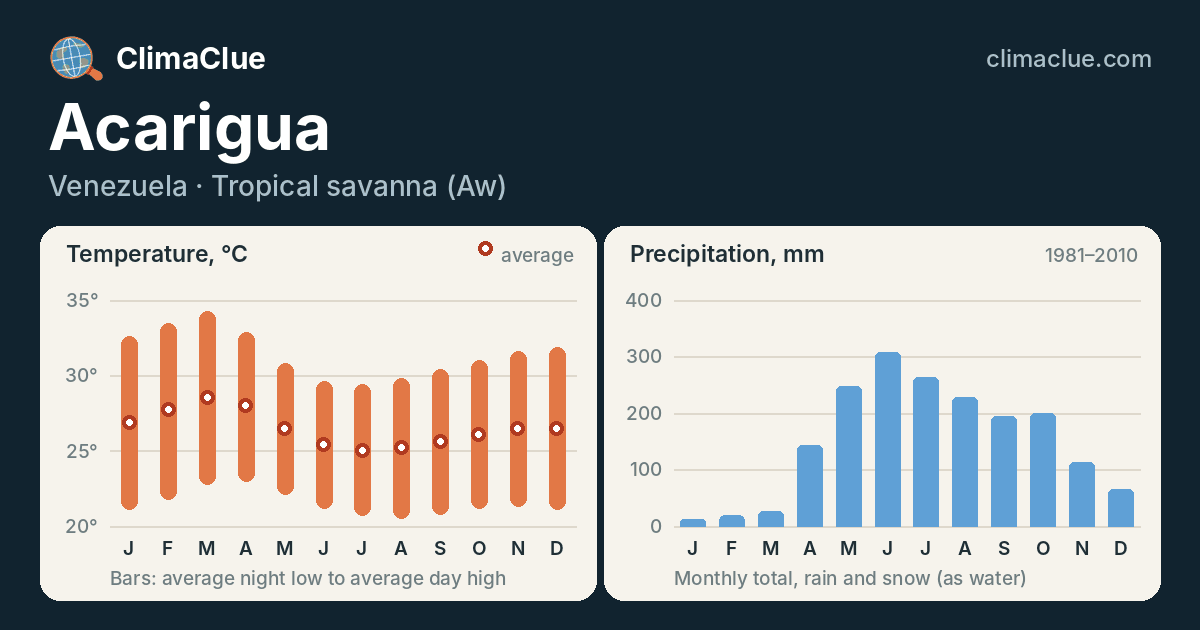 ClimaClue
climaclue.com
Acarigua
Venezuela · Tropical savanna (Aw)
Temperature, °C
average
35°
30°
25°
20°
J F M A M J J A S O N D
Bars: average night low to average day high
Precipitation, mm
1981–2010
400
300
200
100
0
J F M A M J J A S O N D
Monthly total, rain and snow (as water)